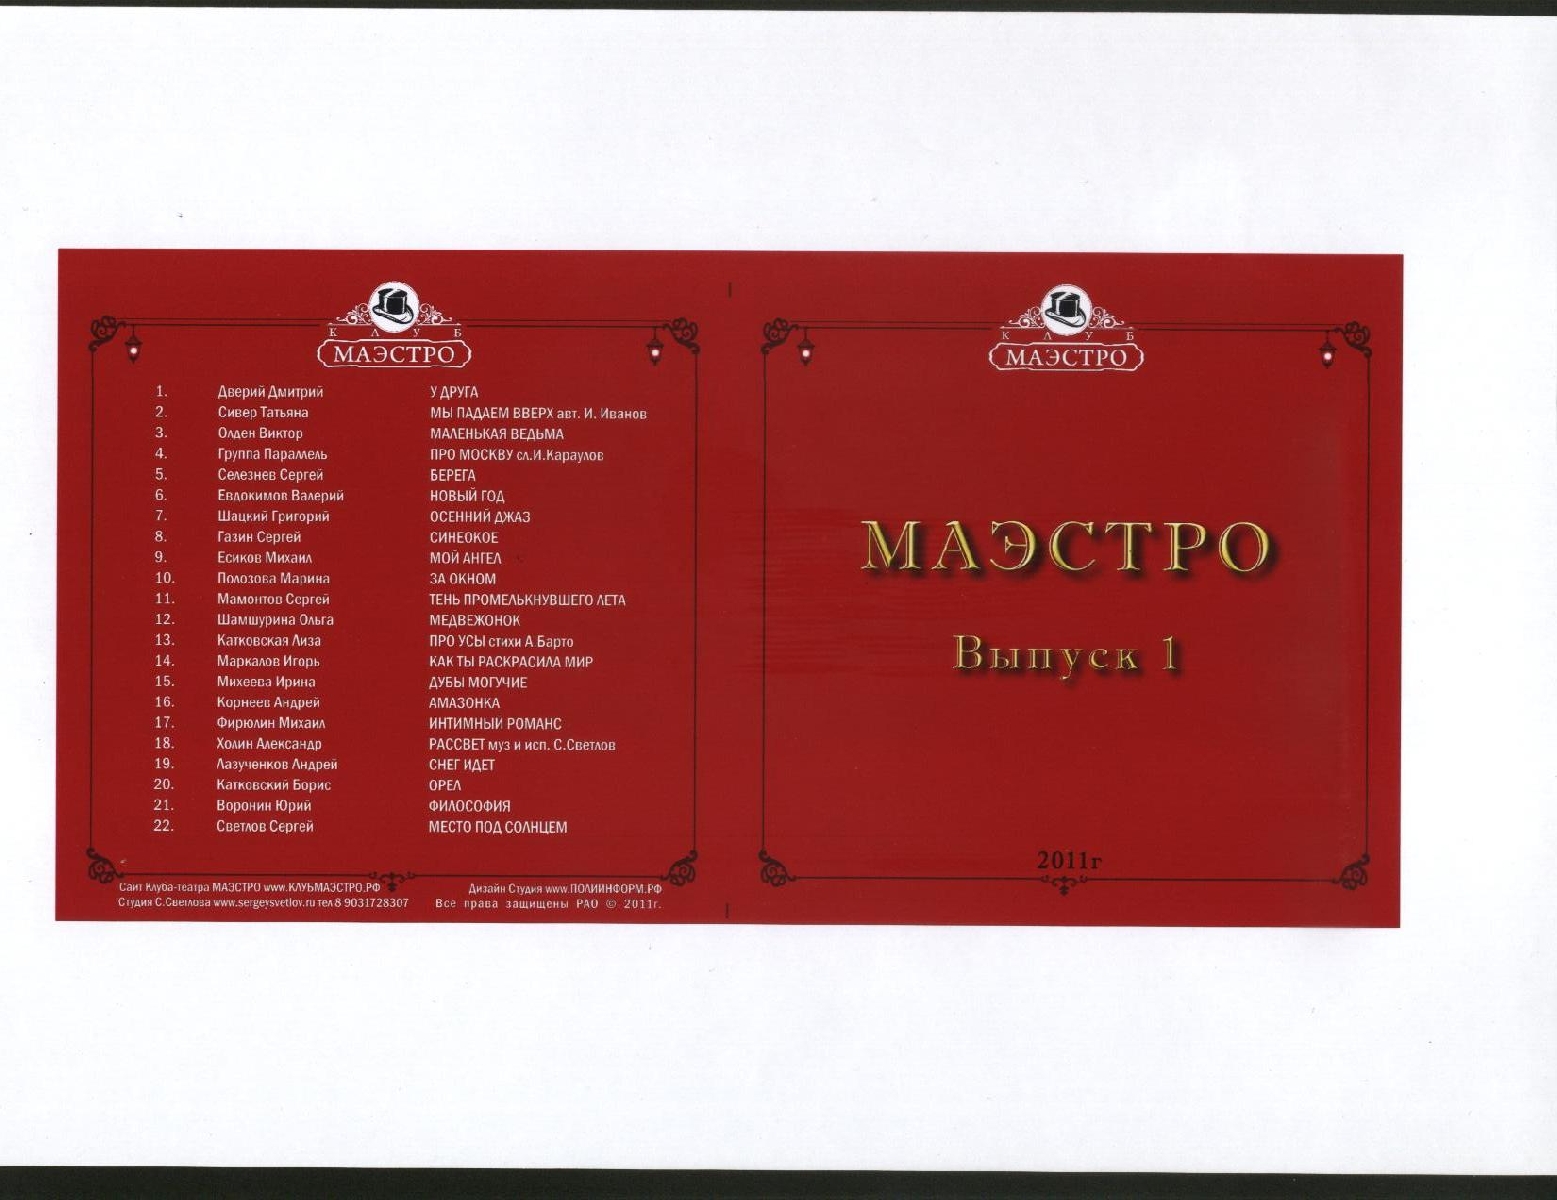 КЛУБ
МАЭСТРО
1. Дверий Дмитрий У ДРУГА
2. Сивер Татьяна МЫ ПАДАЕМ ВВЕРХ авт. И. Иванов
3. Олден Виктор МАЛЕНЬКАЯ ВЕДЬМА
4. Группа Параллель ПРО МОСКВУ сл.И.Караулов
5. Селезнев Сергей БЕРЕГА
6. Евдокимов Валерий НОВЫЙ ГОД
7. Шацкий Григорий ОСЕННИЙ ДЖАЗ
8. Газин Сергей СИНЕОКОЕ
9. Есиков Михаил МОЙ АНГЕЛ
10. Полозова Марина ЗА ОКНОМ
11. Мамонтов Сергей ТЕНЬ ПРОМЕЛЬКНУВШЕГО ЛЕТА
12. Шамшурина Ольга МЕДВЕЖОНОК
13. Катковская Лиза ПРО УСЫ стихи А Барто
14. Маркалов Игорь КАК ТЫ РАСКРАСИЛА МИР
15. Михеева Ирина ДУБЫ МОГУЧИЕ
16. Корнеев Андрей АМАЗОНКА
17. Фирюлин Михаил ИНТИМНЫЙ РОМАНС
18. Холин Александр РАССВЕТ муз и исп. С.Светлов
19. Лазученков Андрей СНЕГ ИДЕТ
20. Катковский Борис ОРЕЛ
21. Воронин Юрий ФИЛОСОФИЯ
22. Светлов Сергей МЕСТО ПОД СОЛНЦЕМ
Сайт Клуба-театра МАЭСТРО www.КЛУБМАЭСТРО.РФ Дизайн Студия www.ПОЛИИНФОРМ.РФ
Студия С.Светлова www.sergeysvetlov.ru тел 8 9031728307 Все права защищены РАО © 2011г.
КЛУБ
МАЭСТРО
МАЭСТРО
Выпуск 1
2011г